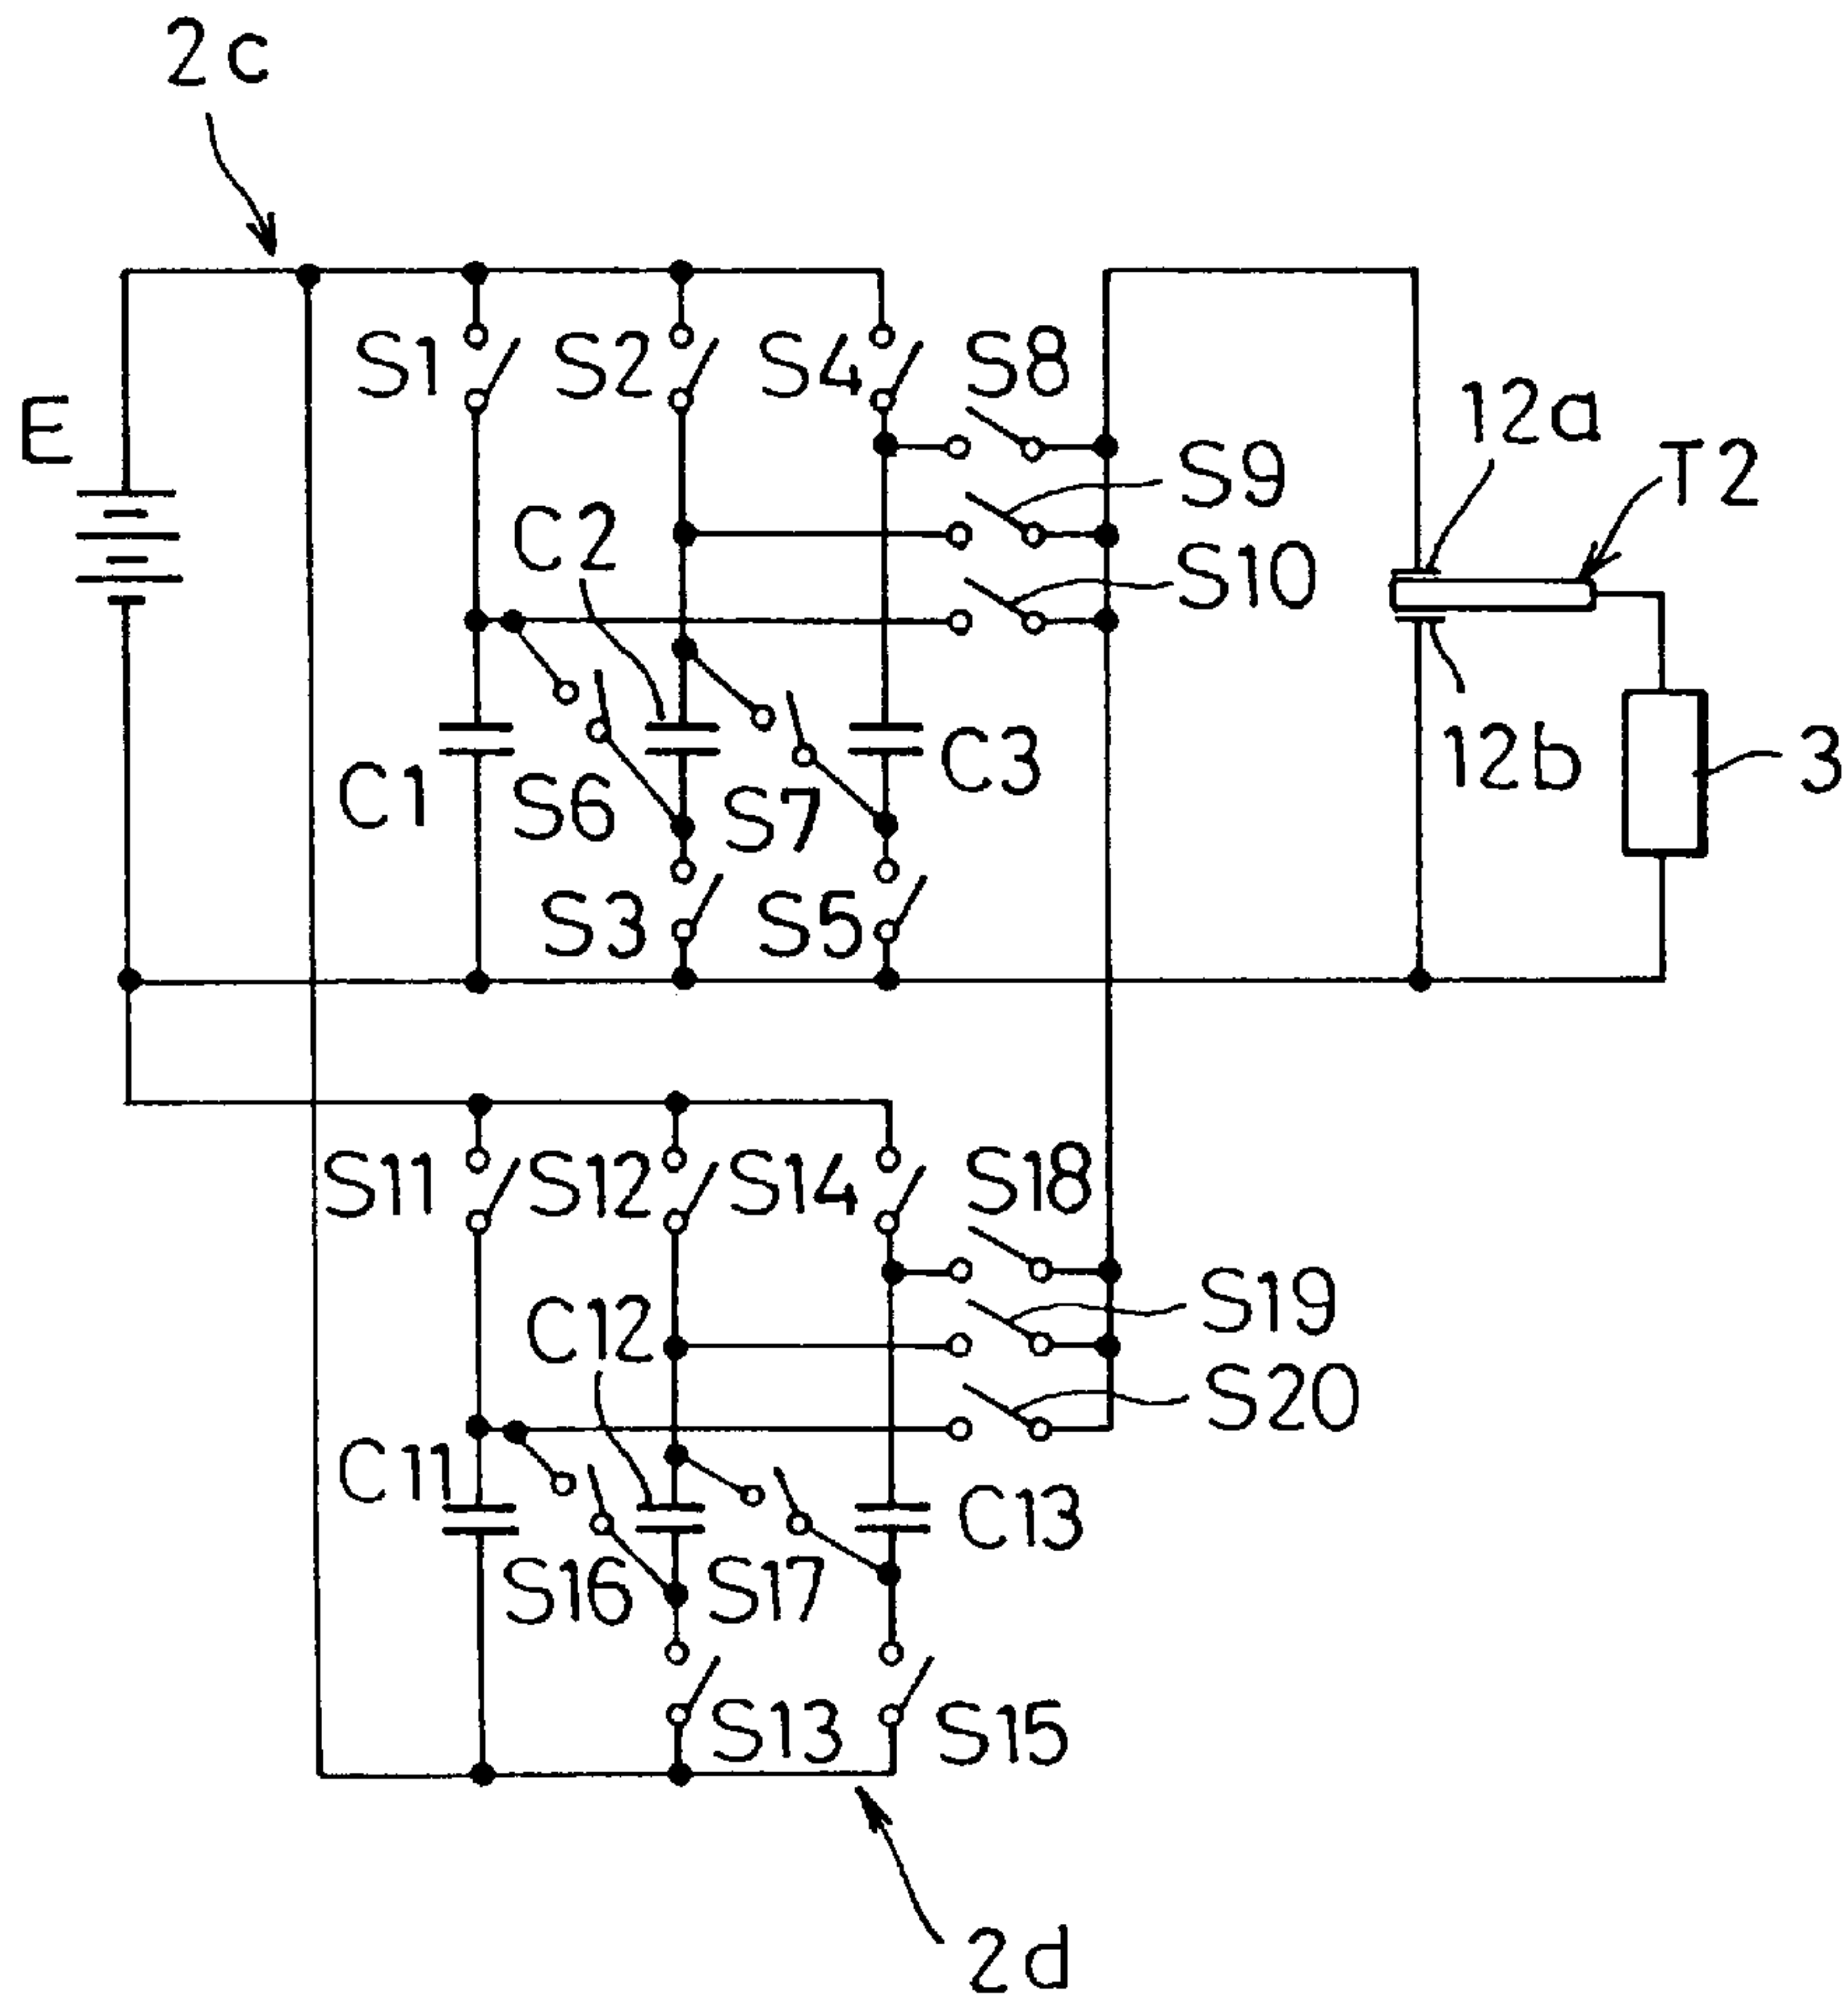 2c
S1 S2 S4 S8
E
12a
S9
T2
C2
S10
C1 S6 S7 C3
12b
3
S3 S5
S11 S12 S14 S18
S19
C12
S20
C11
C13
S16 S17
S13 S15
2d